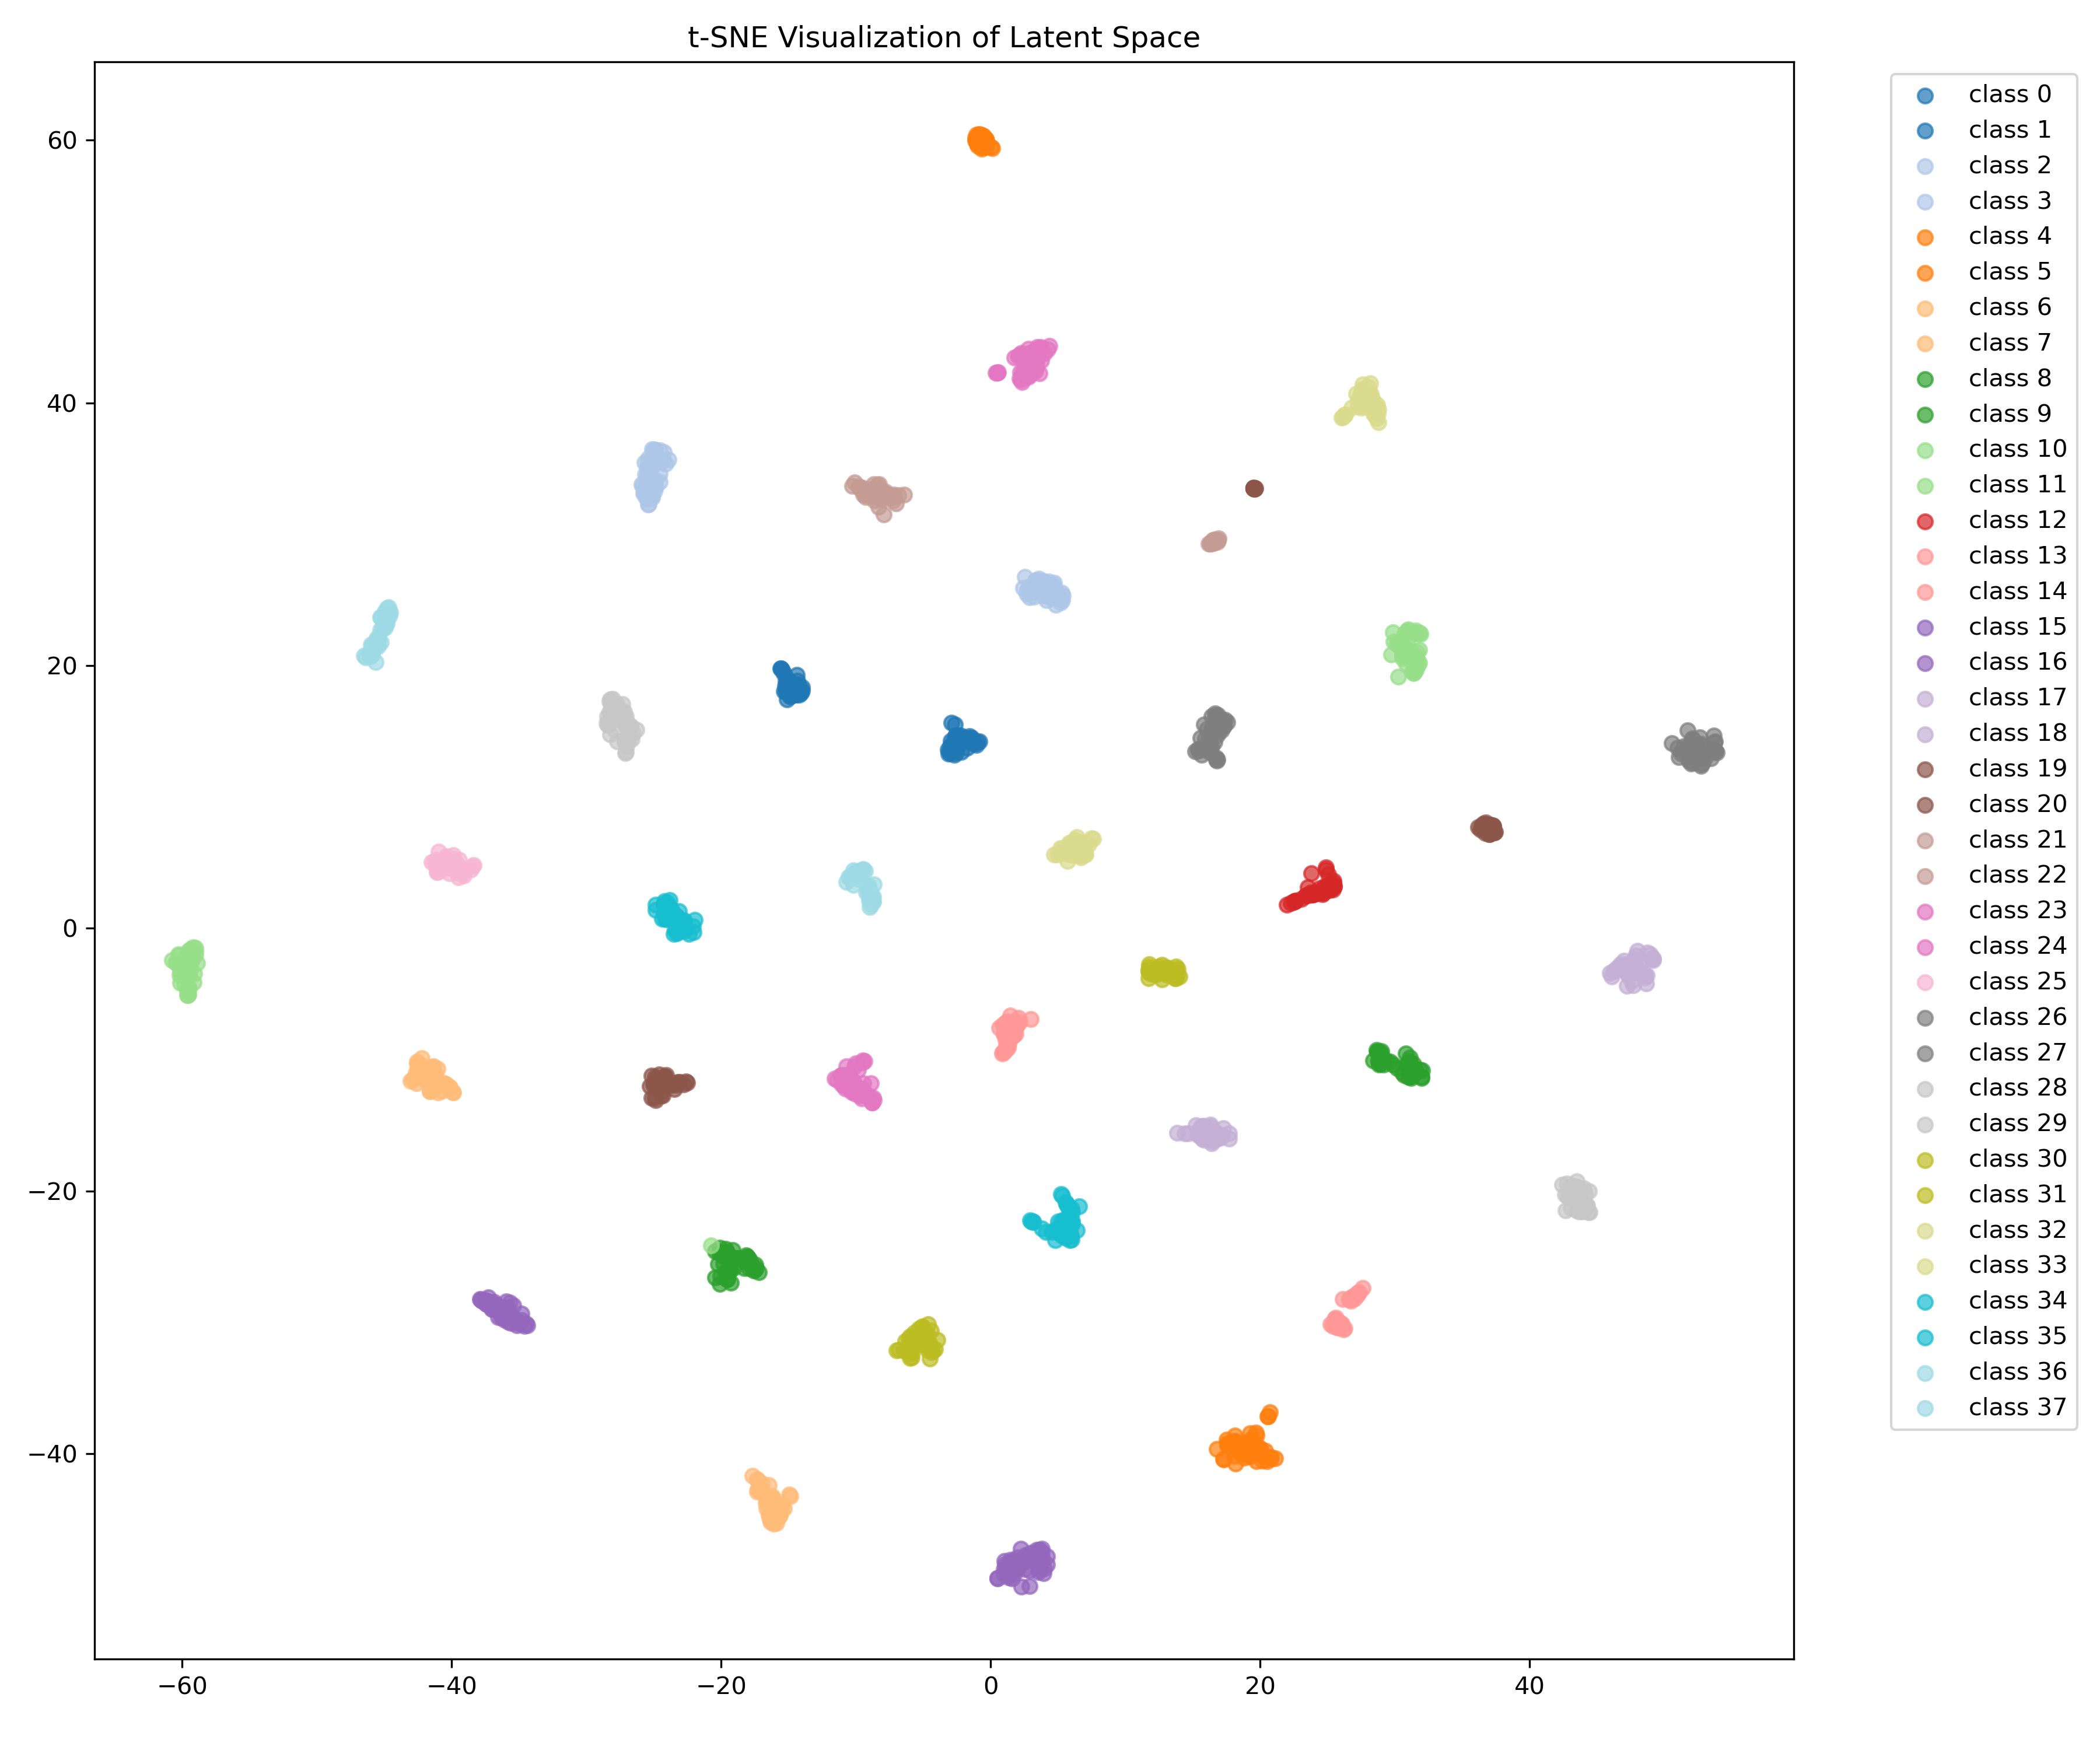 t-SNE Visualization of Latent Space
60
40
20
0
−20
−40
−60
−40
−20
0
20
40
class 0
class 1
class 2
class 3
class 4
class 5
class 6
class 7
class 8
class 9
class 10
class 11
class 12
class 13
class 14
class 15
class 16
class 17
class 18
class 19
class 20
class 21
class 22
class 23
class 24
class 25
class 26
class 27
class 28
class 29
class 30
class 31
class 32
class 33
class 34
class 35
class 36
class 37